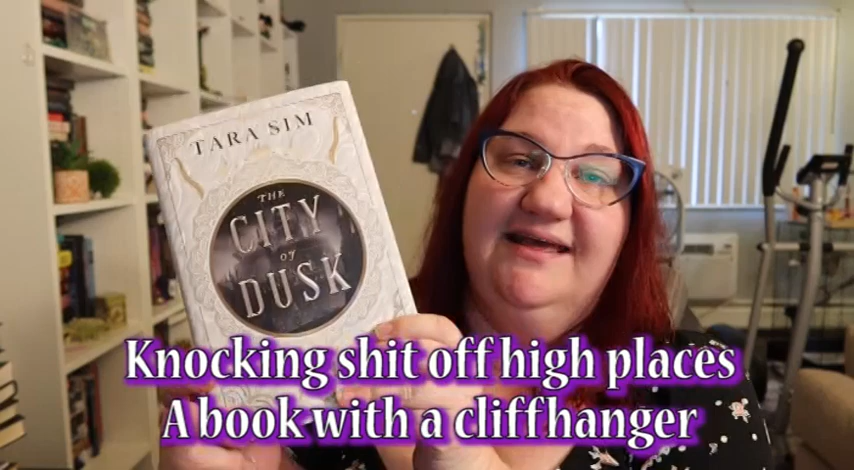 TARA SIM
THE
CITY
of
DUSK
Knocking shit off high places
A book with a cliffhanger